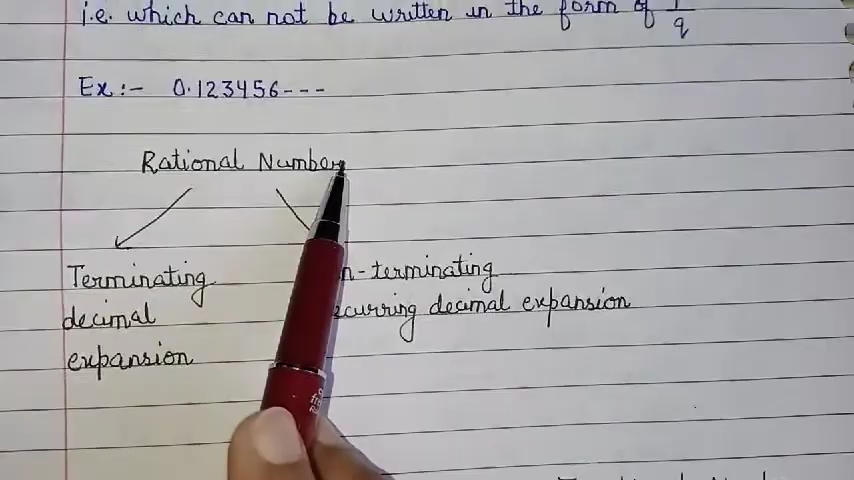 i.e. which can not be written in the form of
q
Ex:- 0.123456---
Rational Number
Terminating
decimal
expansion
n-terminating
ecurring decimal expansion